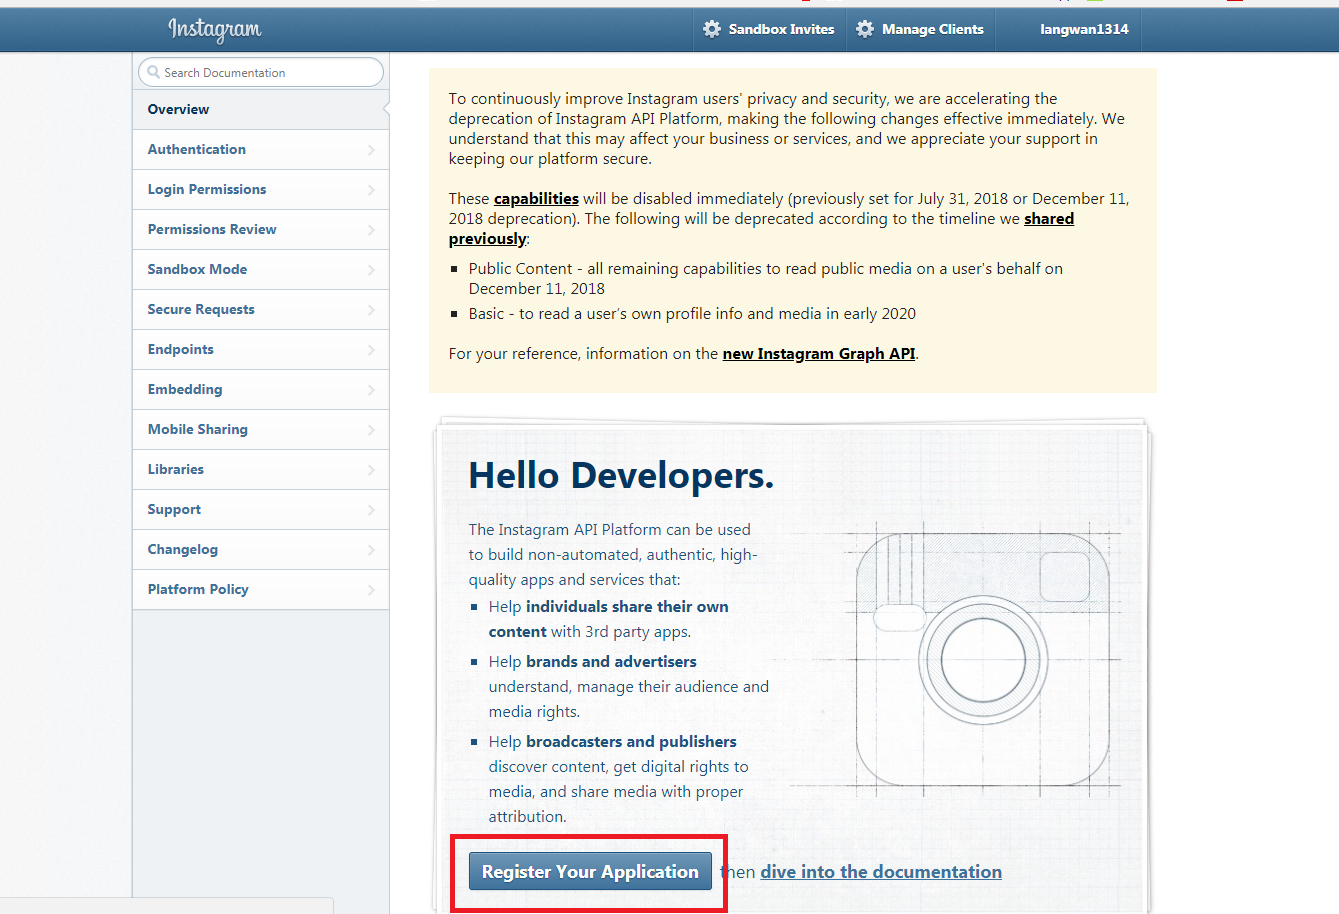 Instagram
Sandbox Invites
Manage Clients
langwan1314
Search Documentation
Overview
Authentication
Login Permissions
Permissions Review
Sandbox Mode
Secure Requests
Endpoints
Embedding
Mobile Sharing
Libraries
Support
Changelog
Platform Policy
To continuously improve Instagram users' privacy and security, we are accelerating the
deprecation of Instagram API Platform, making the following changes effective immediately. We
understand that this may affect your business or services, and we appreciate your support in
keeping our platform secure.
These capabilities will be disabled immediately (previously set for July 31, 2018 or December 11,
2018 deprecation). The following will be deprecated according to the timeline we shared
previously:
Public Content - all remaining capabilities to read public media on a user's behalf on
December 11, 2018
Basic - to read a user's own profile info and media in early 2020
For your reference, information on the new Instagram Graph API.
Hello Developers.
The Instagram API Platform can be used
to build non-automated, authentic, high-
quality apps and services that:
Help individuals share their own
content with 3rd party apps.
Help brands and advertisers
understand, manage their audience and
media rights.
Help broadcasters and publishers
discover content, get digital rights to
media, and share media with proper
attribution.
Register Your Application then dive into the documentation